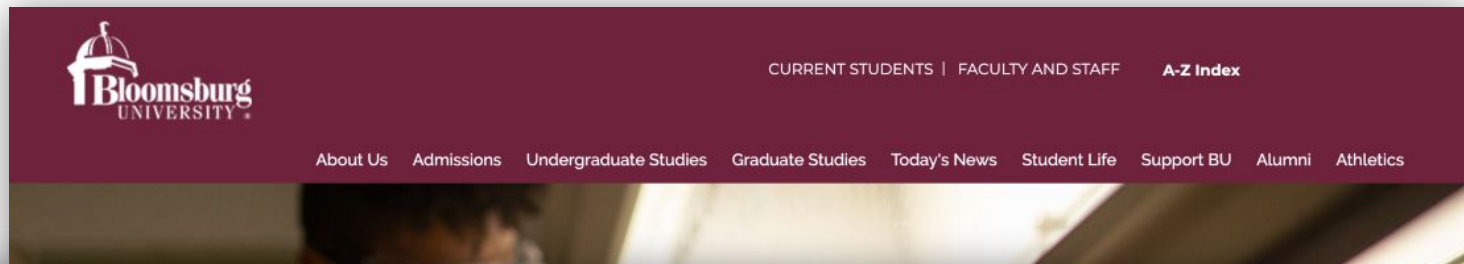 Bloomsburg
UNIVERSITY ®
CURRENT STUDENTS | FACULTY AND STAFF A-Z Index
About Us Admissions Undergraduate Studies Graduate Studies Today's News Student Life Support BU Alumni Athletics